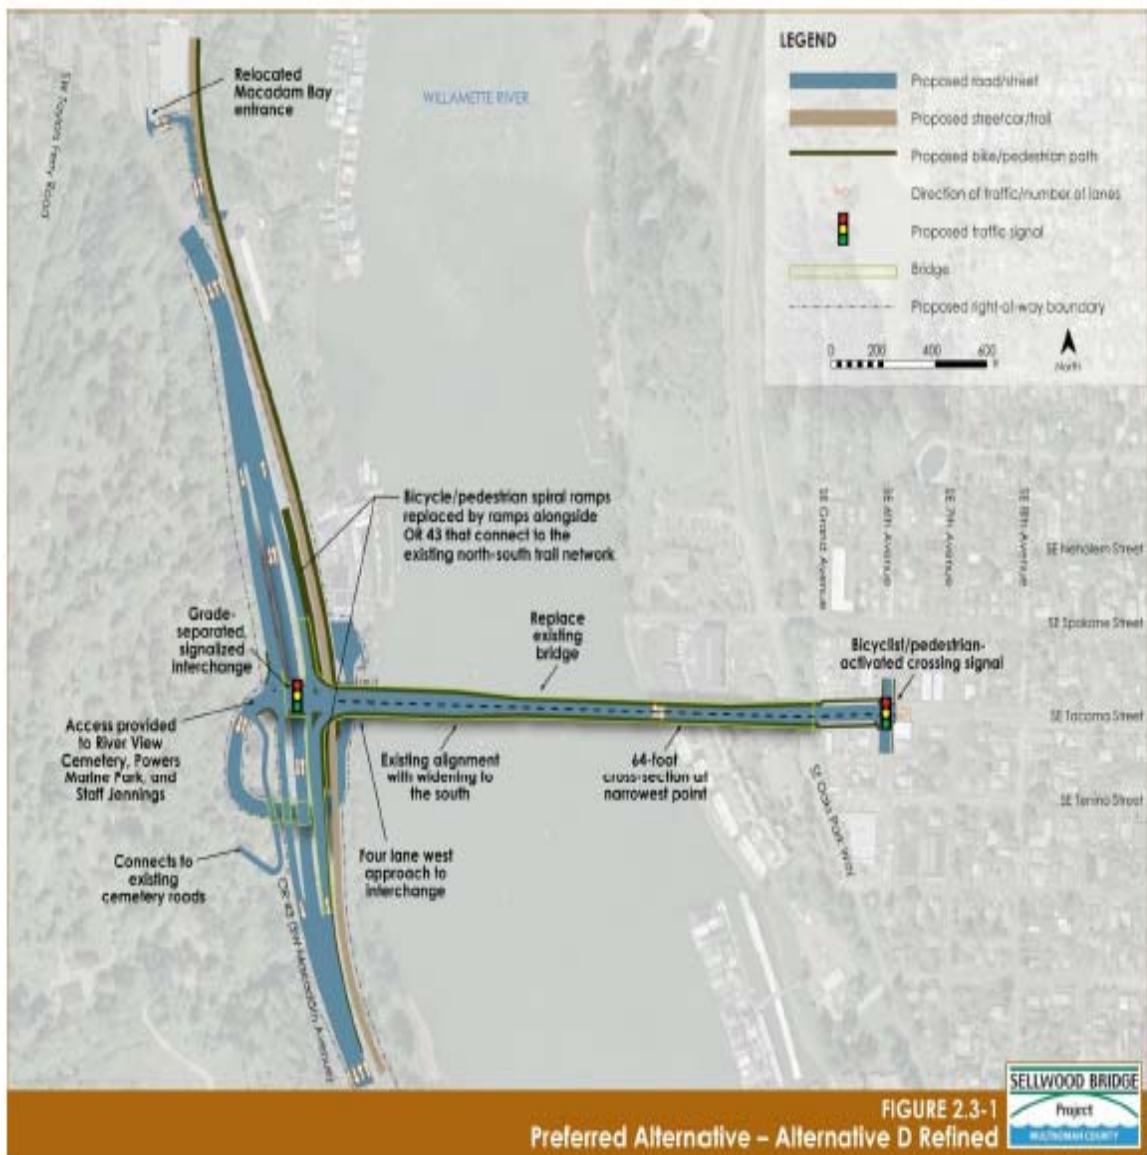 LEGEND
Proposed road/street
Proposed streetcar/trail
Proposed bike/pedestrian path
Direction of traffic/number of lanes
Proposed traffic signal
Bridge
Proposed right-of-way boundary
0 200 400 600
ft
North
Relocated
Macadam Bay
entrance
WILLAMETTE RIVER
SW Taylors Ferry Road
Bicycle/pedestrian spiral ramps
replaced by ramps alongside
OR 43 that connect to the
existing north-south trail network
SE Grand Avenue
SE 6th Avenue
SE 7th Avenue
SE 8th Avenue
SE Nehalem Street
SE Spokane Street
SE Tacoma Street
SE Tenino Street
Grade-
separated,
signalized
interchange
Replace
existing
bridge
Bicyclist/pedestrian-
activated crossing signal
Access provided
to River View
Cemetery, Powers
Marine Park, and
Staff Jennings
Existing alignment
with widening to
the south
64-foot
cross-section at
narrowest point
SE Oaks Park Way
Four lane west
approach to
interchange
Connects to
existing
cemetery roads
OR 43 (SW Macadam Avenue)
FIGURE 2.3-1
Preferred Alternative – Alternative D Refined
SELLWOOD BRIDGE
Project
MULTNOMAH COUNTY